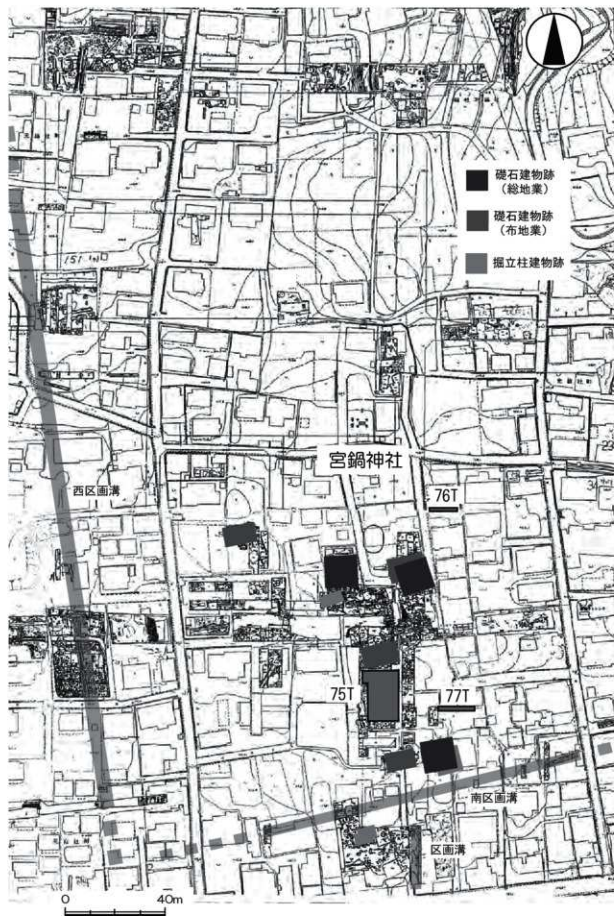 礎石建物跡
(総地業)
礎石建物跡
(布地業)
掘立柱建物跡
宮鍋神社
76T
西区画溝
75T
77T
南区画溝
区画溝
0 40m